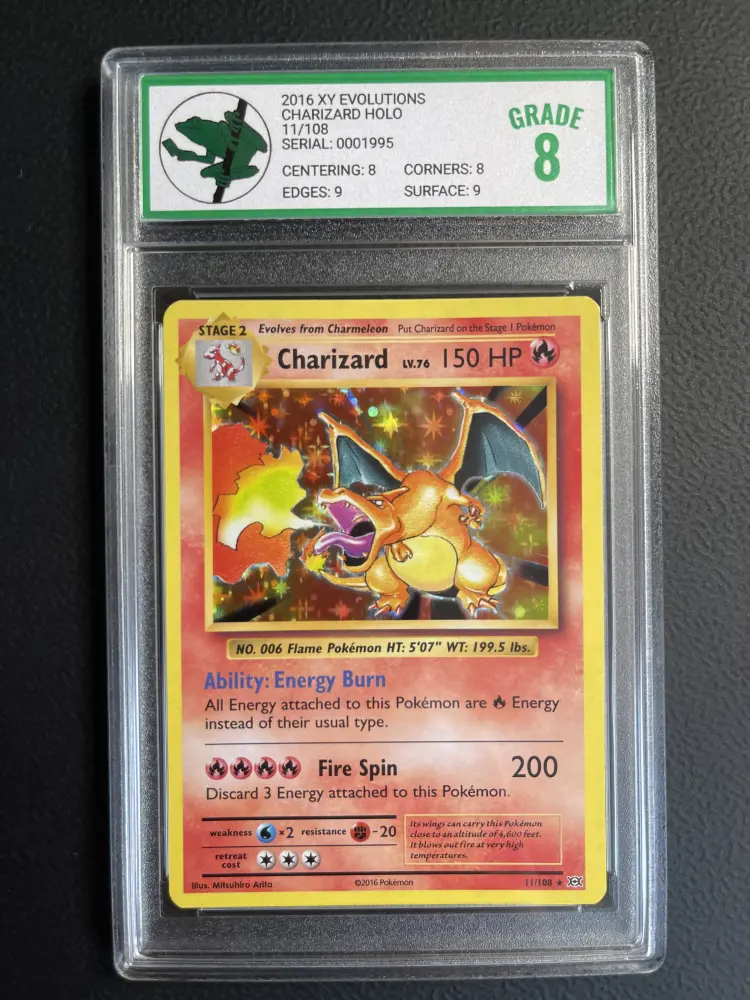 2016 XY EVOLUTIONS
CHARIZARD HOLO
11/108
SERIAL: 0001995
CENTERING: 8 CORNERS: 8
EDGES: 9 SURFACE: 9
GRADE
8
STAGE 2 Evolves from Charmeleon Put Charizard on the Stage 1 Pokémon
Charizard LV.76 150 HP
NO. 006 Flame Pokémon HT: 5'07" WT: 199.5 lbs.
Ability: Energy Burn
All Energy attached to this Pokémon are Energy
instead of their usual type.
Fire Spin 200
Discard 3 Energy attached to this Pokémon.
weakness ×2 resistance -20
retreat
cost
Its wings can carry this Pokémon
close to an altitude of 4,600 feet.
It blows out fire at very high
temperatures.
Illus. Mitsuhiro Arita ©2016 Pokémon 11/108 ★